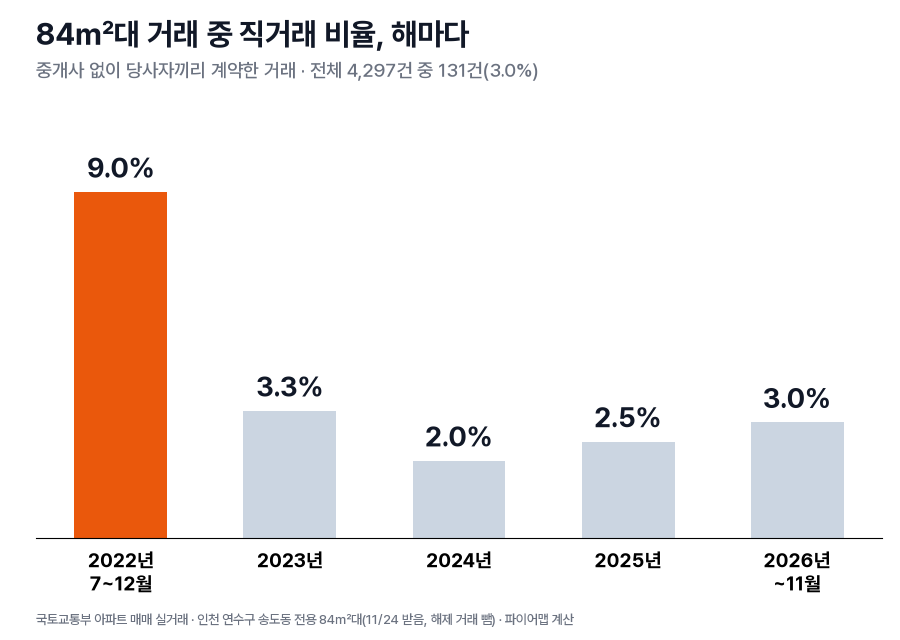 84m²대 거래 중 직거래 비율, 해마다
중개사 없이 당사자끼리 계약한 거래 · 전체 4,297건 중 131건(3.0%)
9.0%
3.3%
2.0%
2.5%
3.0%
2022년
7~12월
2023년
2024년
2025년
2026년
~11월
국토교통부 아파트 매매 실거래 · 인천 연수구 송도동 전용 84m²대(11/24 받음, 해제 거래 뺌) · 파이어맵 계산